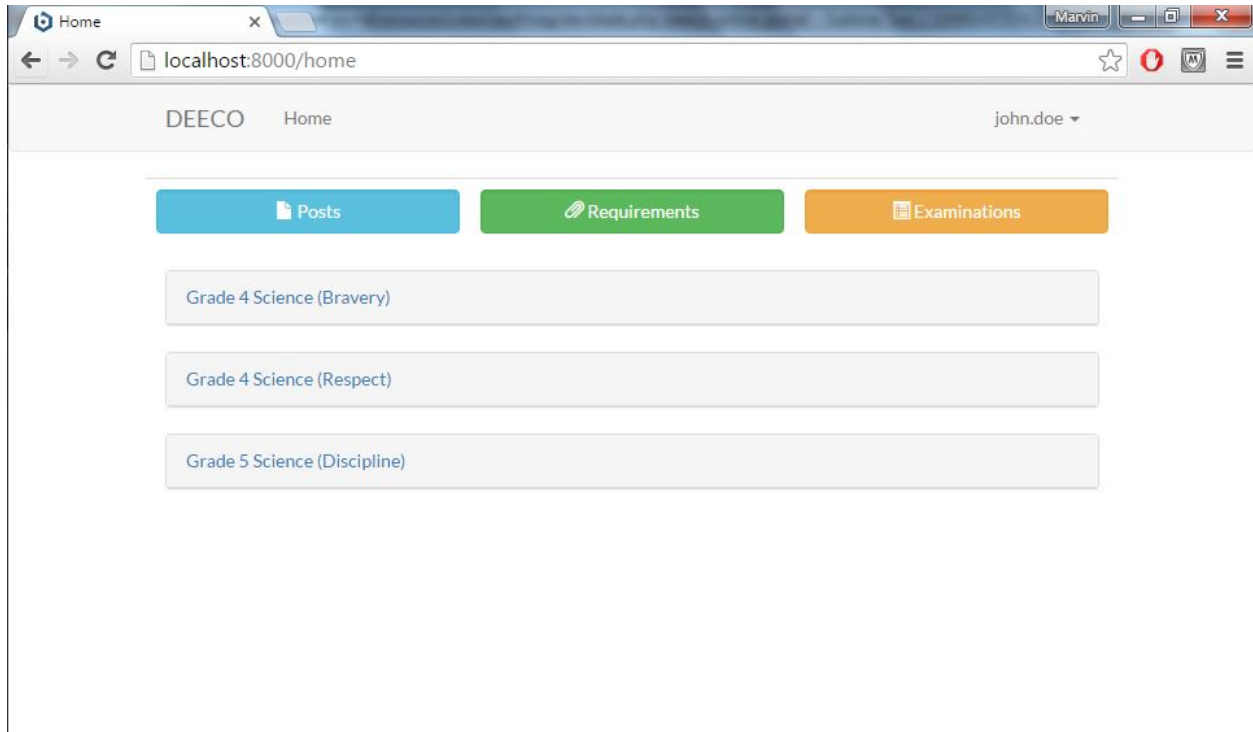 Home
Marvin
localhost:8000/home
DEECO Home john.doe
Posts Requirements Examinations
Grade 4 Science (Bravery)
Grade 4 Science (Respect)
Grade 5 Science (Discipline)